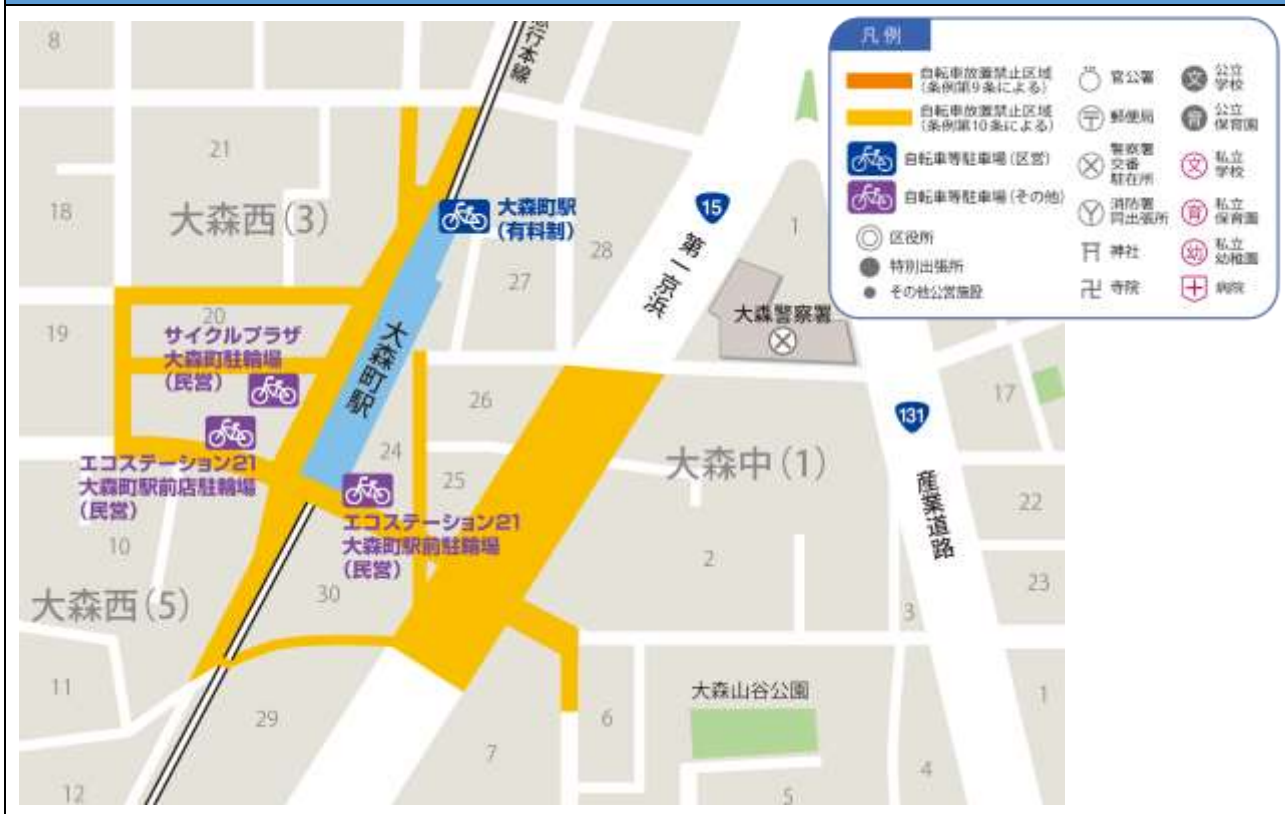 8
行本線
21
18
大森西(3)
大森町駅
(有料制)
15
第一京浜
1
28
27
大森警察署
20
19
サイクルプラザ
大森町駐輪場
(民営)
大森町駅
26
17
131
産業道路
エコステーション21
大森町駅前店駐輪場
(民営)
24
25
大森中(1)
22
エコステーション21
大森町駅前駐輪場
(民営)
10
2
23
大森西(5)
30
3
11
29
大森山谷公園
1
6
7
12
5
4
凡例
自転車放置禁止区域
(条例第9条による)
自転車放置禁止区域
(条例第10条による)
自転車等駐車場(区営)
自転車等駐車場(その他)
区役所
特別出張所
その他公営施設
官公署
〒 郵便局
警察署
交番
駐在所
消防署
同出張所
神社
卍 寺院
文 公立
学校
育 公立
保育園
文 私立
学校
育 私立
保育園
幼 私立
幼稚園
病院